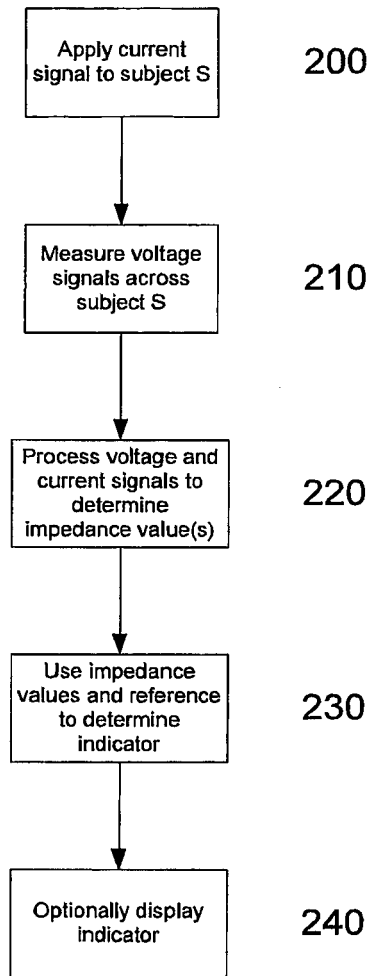 Apply current
signal to subject S
200
Measure voltage
signals across
subject S
210
Process voltage and
current signals to
determine
impedance value(s)
220
Use impedance
values and reference
to determine
indicator
230
Optionally display
indicator
240